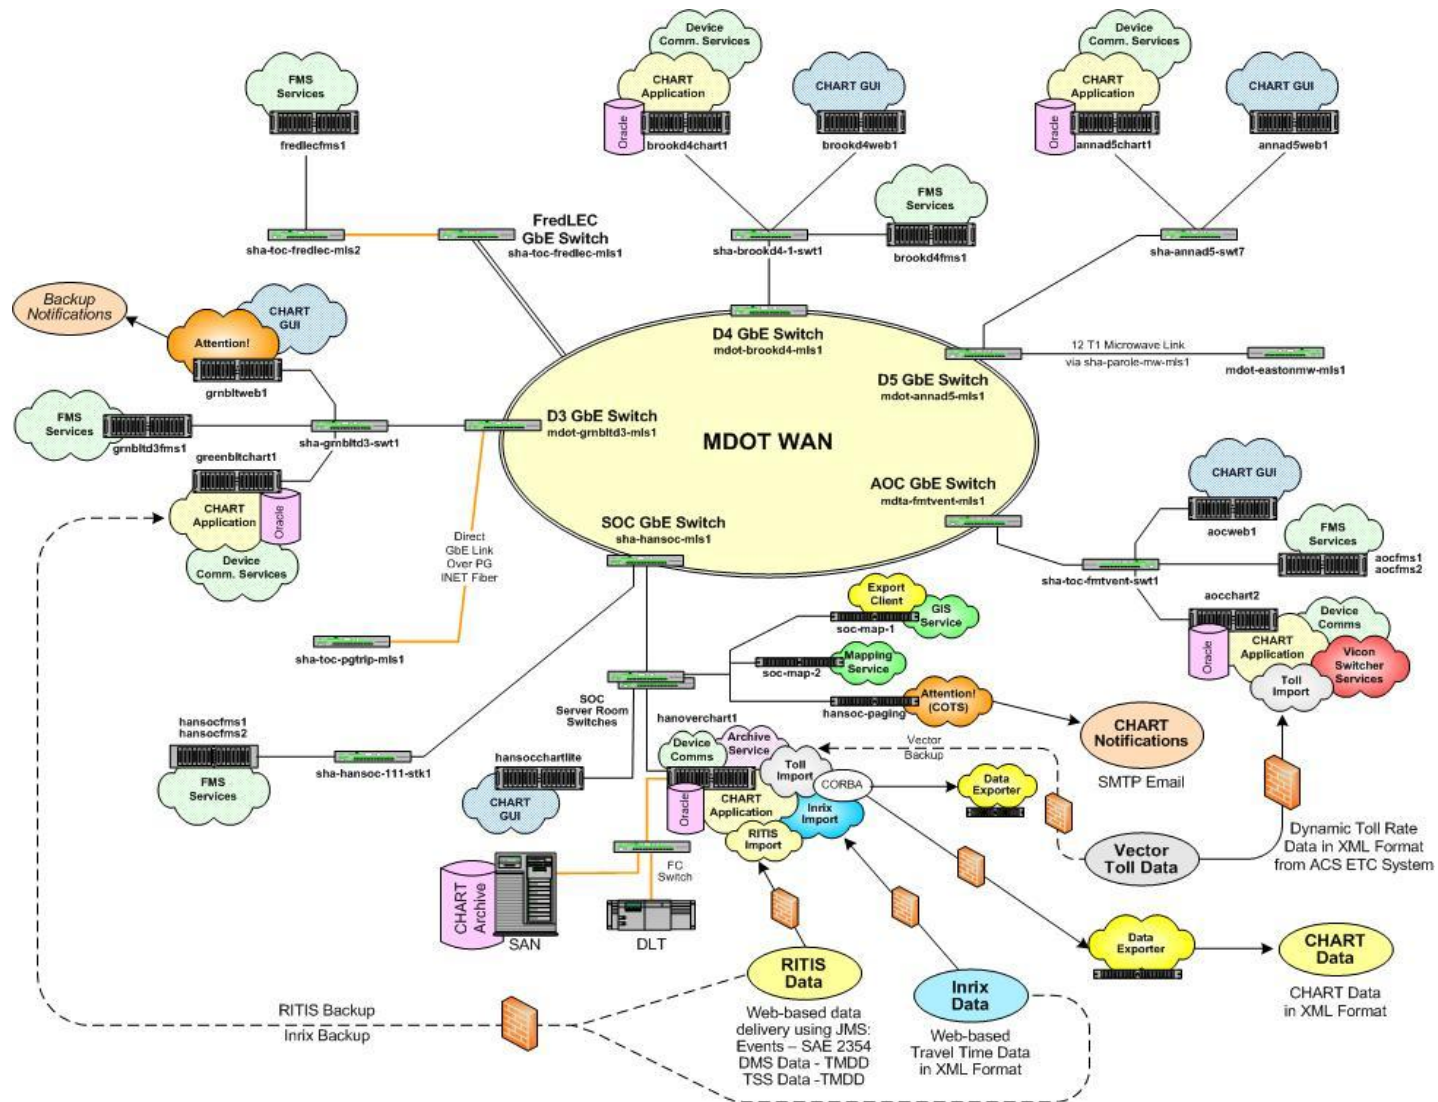 Device
Comm. Services
CHART
Application
Oracle
brookd4chart1
CHART GUI
brookd4web1
Device
Comm. Services
CHART
Application
Oracle
annad5chart1
CHART GUI
annad5web1
FMS
Services
fredlecfms1
sha-toc-fredlec-mls2
FredLEC
GbE Switch
sha-toc-fredlec-mls1
sha-brookd4-1-swt1
FMS
Services
brookd4fms1
sha-annad5-swt7
Backup
Notifications
CHART
GUI
Attention!
grnbltweb1
FMS
Services
grnbltd3fms1
sha-grnbltd3-swt1
greenbltchart1
CHART
Application
Oracle
Device
Comm. Services
D4 GbE Switch
mdot-brookd4-mls1
D5 GbE Switch
mdot-annad5-mls1
12 T1 Microwave Link
via sha-parole-mw-mls1
mdot-eastonmw-mls1
D3 GbE Switch
mdot-grnbltd3-mls1
MDOT WAN
AOC GbE Switch
mdta-fmtvent-mls1
SOC GbE Switch
sha-hansoc-mls1
Direct
GbE Link
Over PG
INET Fiber
sha-toc-pgtrip-mls1
CHART GUI
aocweb1
FMS
Services
aocfms1
aocfms2
sha-toc-fmtvent-swt1
aocchart2
Oracle
CHART
Application
Device
Comms
Vicon
Switcher
Services
Toll
Import
Export
Client
GIS
Service
soc-map-1
Mapping
Service
soc-map-2
Attention!
(COTS)
hansoc-paging
CHART
Notifications
SMTP Email
SOC
Server Room
Switches
hansocfms1
hansocfms2
FMS
Services
sha-hansoc-111-stk1
hansocchartlite
CHART
GUI
hanoverchart1
Device
Comms
Archive
Service
Toll
Import
CORBA
Oracle
CHART
Application
Inrix
Import
RITIS
Import
Vector
Backup
Data
Exporter
Vector
Toll Data
Dynamic Toll Rate
Data in XML Format
from ACS ETC System
FC
Switch
CHART
Archive
SAN
DLT
RITIS
Data
Web-based data
delivery using JMS:
Events – SAE 2354
DMS Data - TMDD
TSS Data -TMDD
Inrix
Data
Web-based
Travel Time Data
in XML Format
Data
Exporter
CHART
Data
CHART Data
in XML Format
RITIS Backup
Inrix Backup